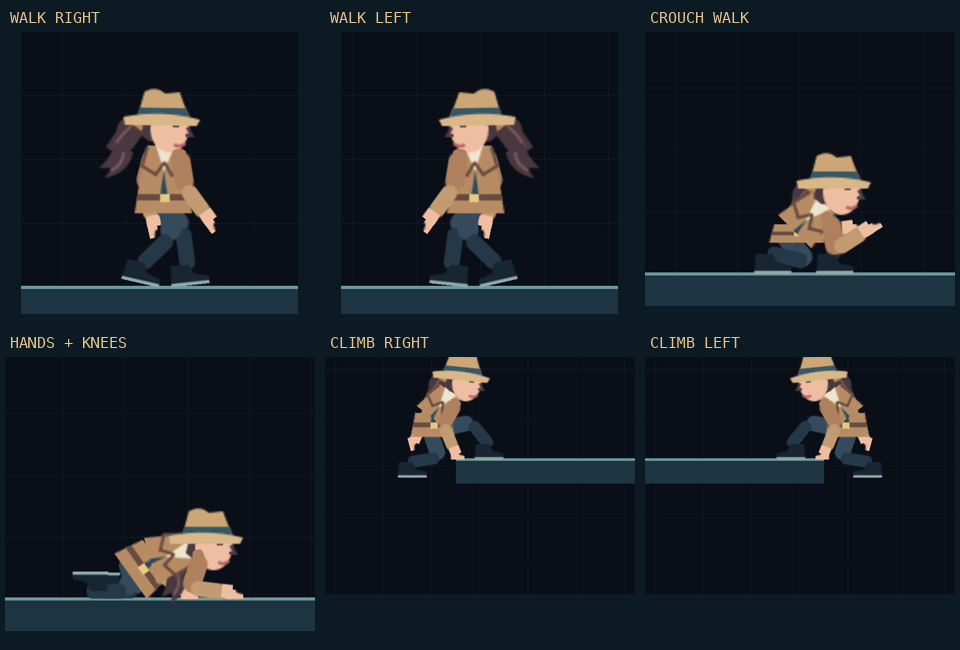 WALK RIGHT
WALK LEFT
CROUCH WALK
HANDS + KNEES
CLIMB RIGHT
CLIMB LEFT